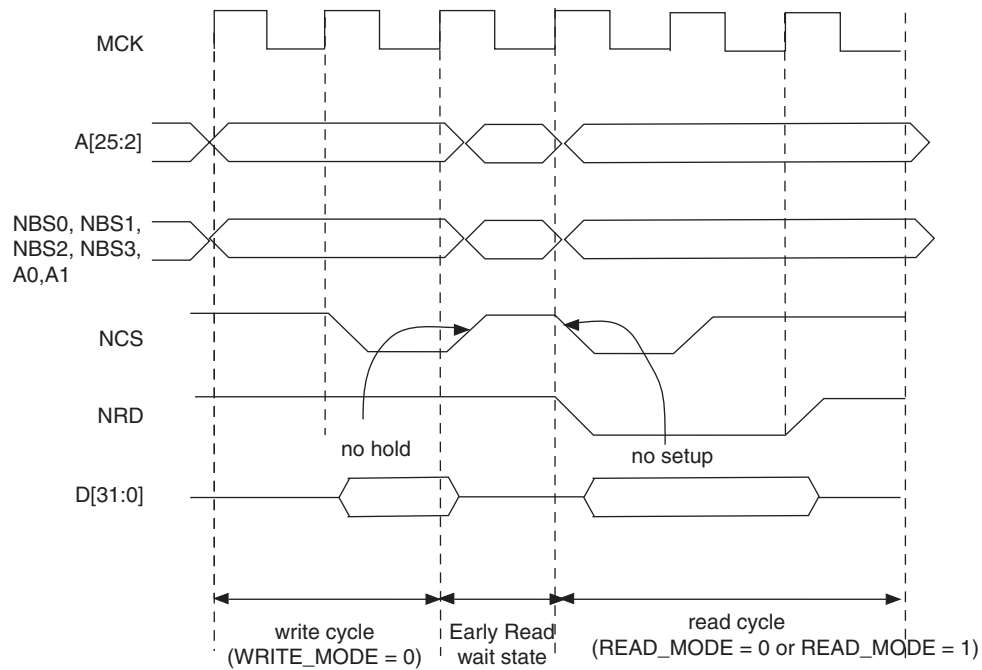 MCK
A[25:2]
NBS0, NBS1,
NBS2, NBS3,
A0,A1
NCS
NRD
no hold
no setup
D[31:0]
write cycle
(WRITE_MODE = 0)
Early Read
wait state
read cycle
(READ_MODE = 0 or READ_MODE = 1)